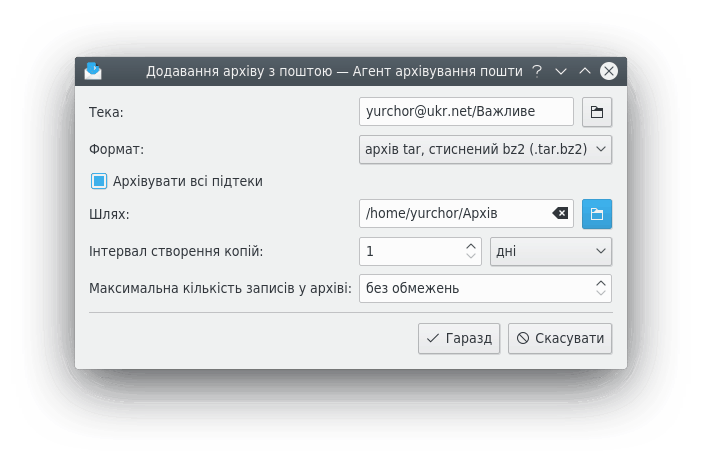 Додавання архіву з поштою — Агент архівування пошти ?
Тека: yurchor@ukr.net/Важливе
Формат: архів tar, стиснений bz2 (.tar.bz2)
Архівувати всі підтеки
Шлях: /home/yurchor/Архів
Інтервал створення копій: 1 дні
Максимальна кількість записів у архіві: без обмежень
Гаразд Скасувати